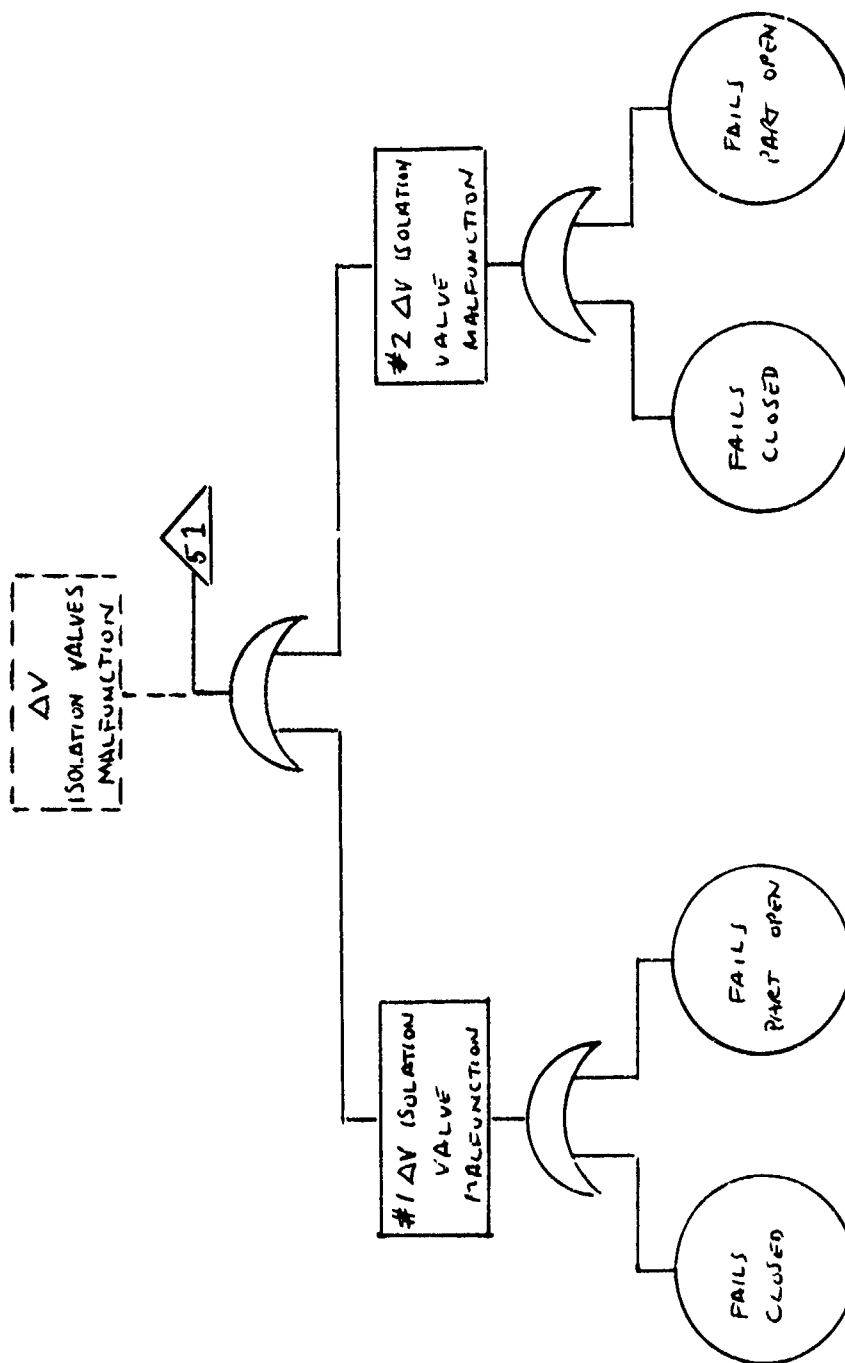 ΔV
ISOLATION VALVES
MALFUNCTION
51
#1 ΔV ISOLATION
VALVE
MALFUNCTION
#2 ΔV ISOLATION
VALVE
MALFUNCTION
FAILS
CLOSED
FAILS
PART OPEN
FAILS
CLOSED
FAILS
PART OPEN